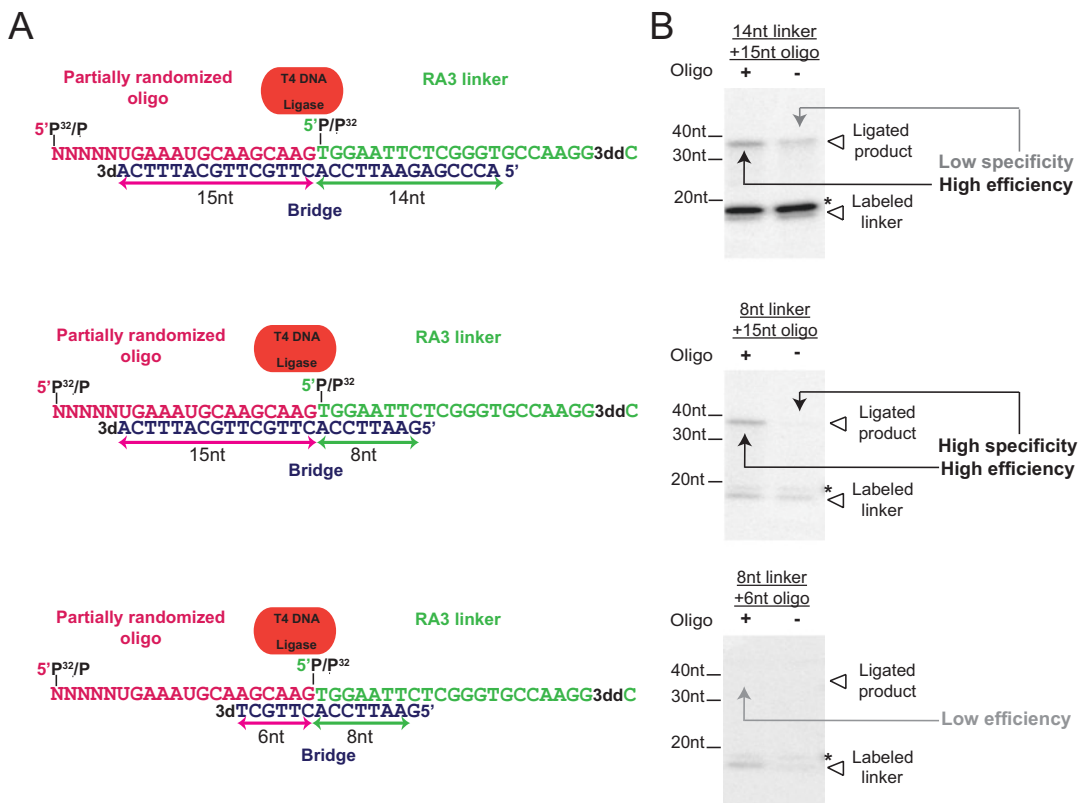 A
Partially randomized
oligo
T4 DNA
Ligase
RA3 linker
5'P³²/P
5'P/P³²
NNNNNUGAAAUGCAAGCAAGTGGAATTCTCGGGTGCCAAGG3ddC
3dACTTTACGTTCGTTCACCTTAAGAGCCCA 5'
15nt
14nt
Bridge
Partially randomized
oligo
T4 DNA
Ligase
RA3 linker
5'P³²/P
5'P/P³²
NNNNNUGAAAUGCAAGCAAGTGGAATTCTCGGGTGCCAAGG3ddC
3dACTTTACGTTCGTTCACCTTAAG5'
15nt
8nt
Bridge
Partially randomized
oligo
T4 DNA
Ligase
RA3 linker
5'P³²/P
5'P/P³²
NNNNNUGAAAUGCAAGCAAGTGGAATTCTCGGGTGCCAAGG3ddC
3dTCGTTCACCTTAAG5'
6nt
8nt
Bridge
B
14nt linker
+15nt oligo
Oligo + -
40nt
30nt
20nt
Ligated
product
*
Labeled
linker
Low specificity
High efficiency
8nt linker
+15nt oligo
Oligo + -
40nt
30nt
20nt
Ligated
product
*
Labeled
linker
High specificity
High efficiency
8nt linker
+6nt oligo
Oligo + -
40nt
30nt
20nt
Ligated
product
*
Labeled
linker
Low efficiency